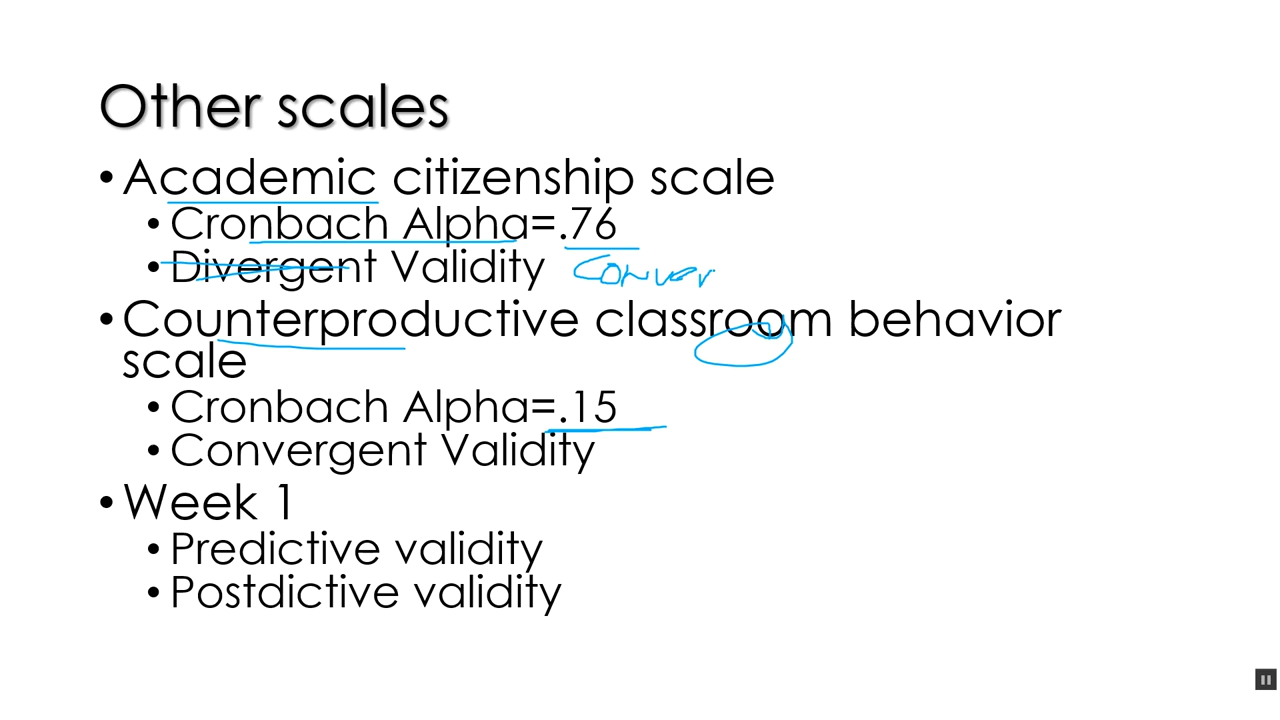 Other scales
• Academic citizenship scale
• Cronbach Alpha=.76
• Divergent Validity Conver
• Counterproductive classroom behavior
scale
• Cronbach Alpha=.15
• Convergent Validity
• Week 1
• Predictive validity
• Postdictive validity